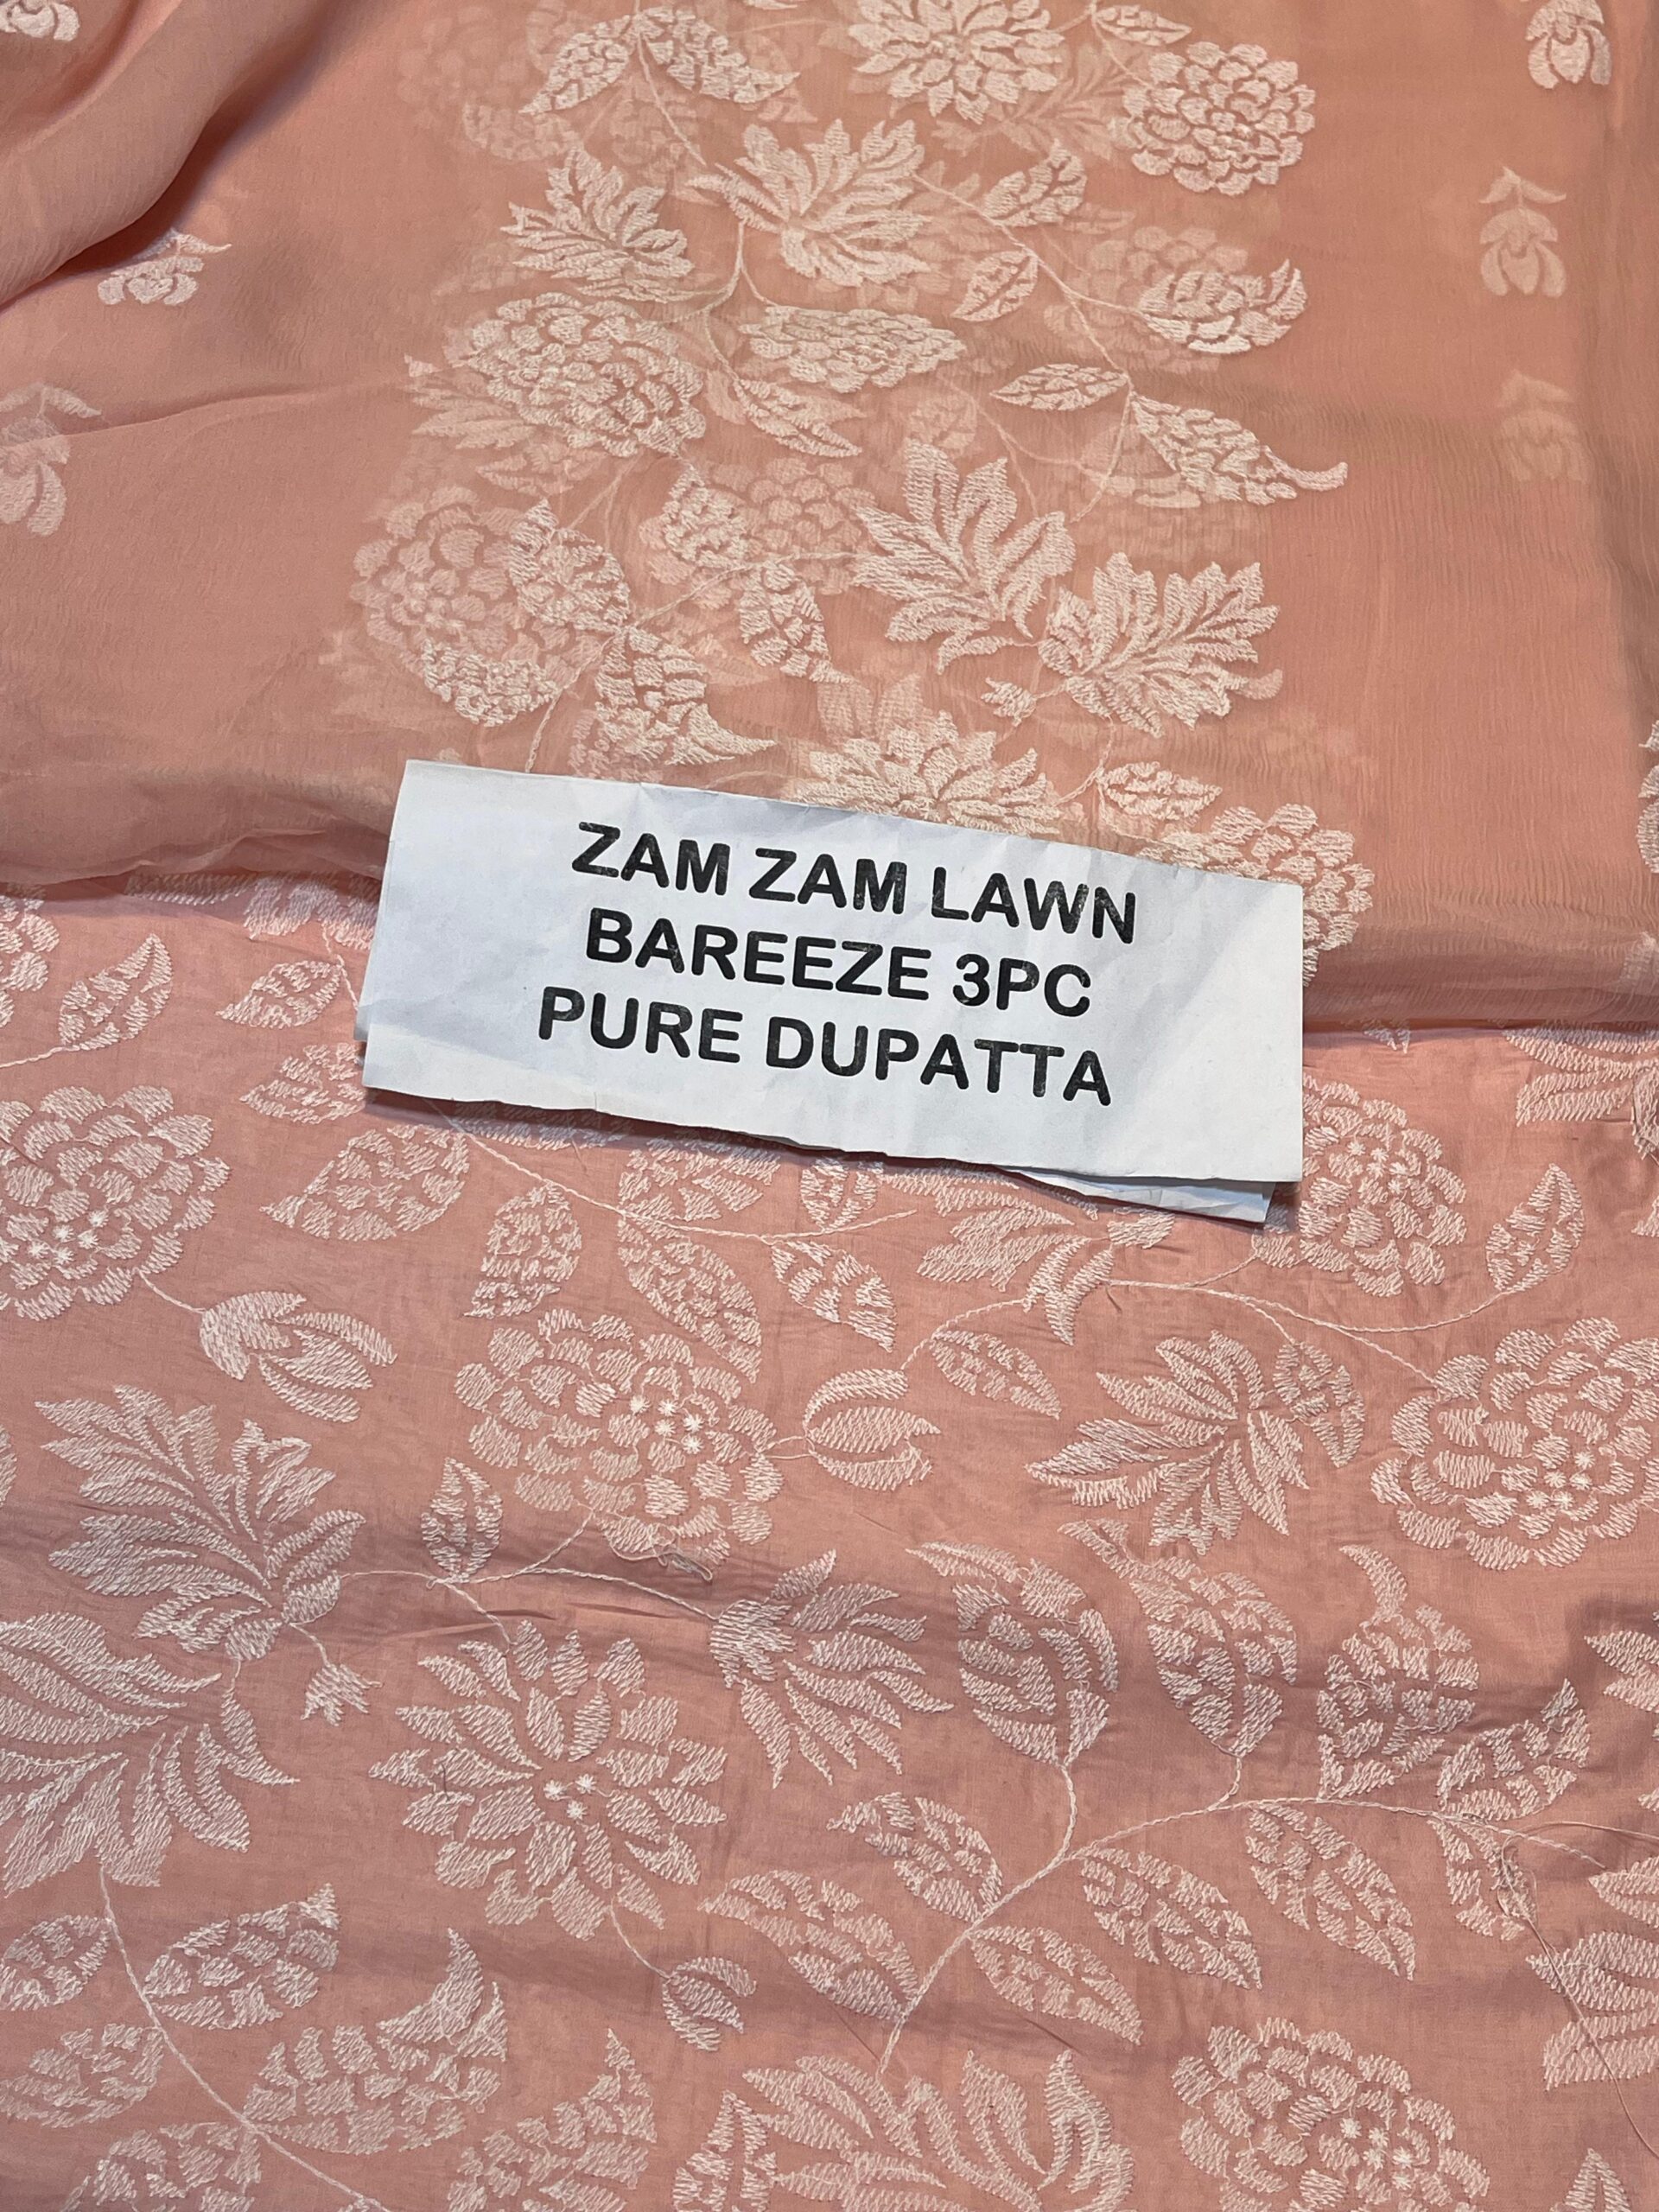 ZAM ZAM LAWN
BAREEZE 3PC
PURE DUPATTA